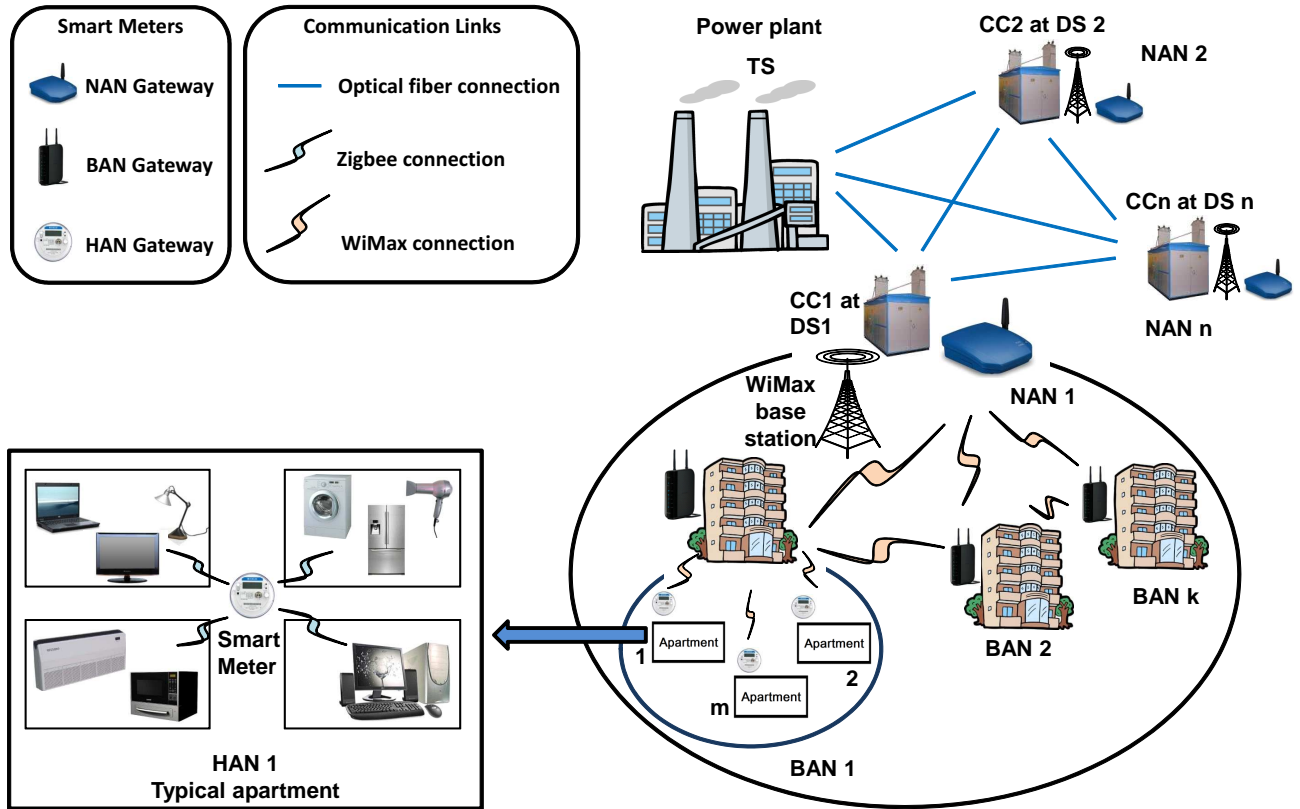 Smart Meters
NAN Gateway
BAN Gateway
HAN Gateway
Communication Links
Optical fiber connection
Zigbee connection
WiMax connection
Power plant
TS
CC2 at DS 2
NAN 2
CCn at DS n
NAN n
CC1 at
DS1
NAN 1
WiMax
base
station
BAN k
BAN 2
Apartment
1
Apartment
2
Apartment
m
BAN 1
Smart
Meter
HAN 1
Typical apartment